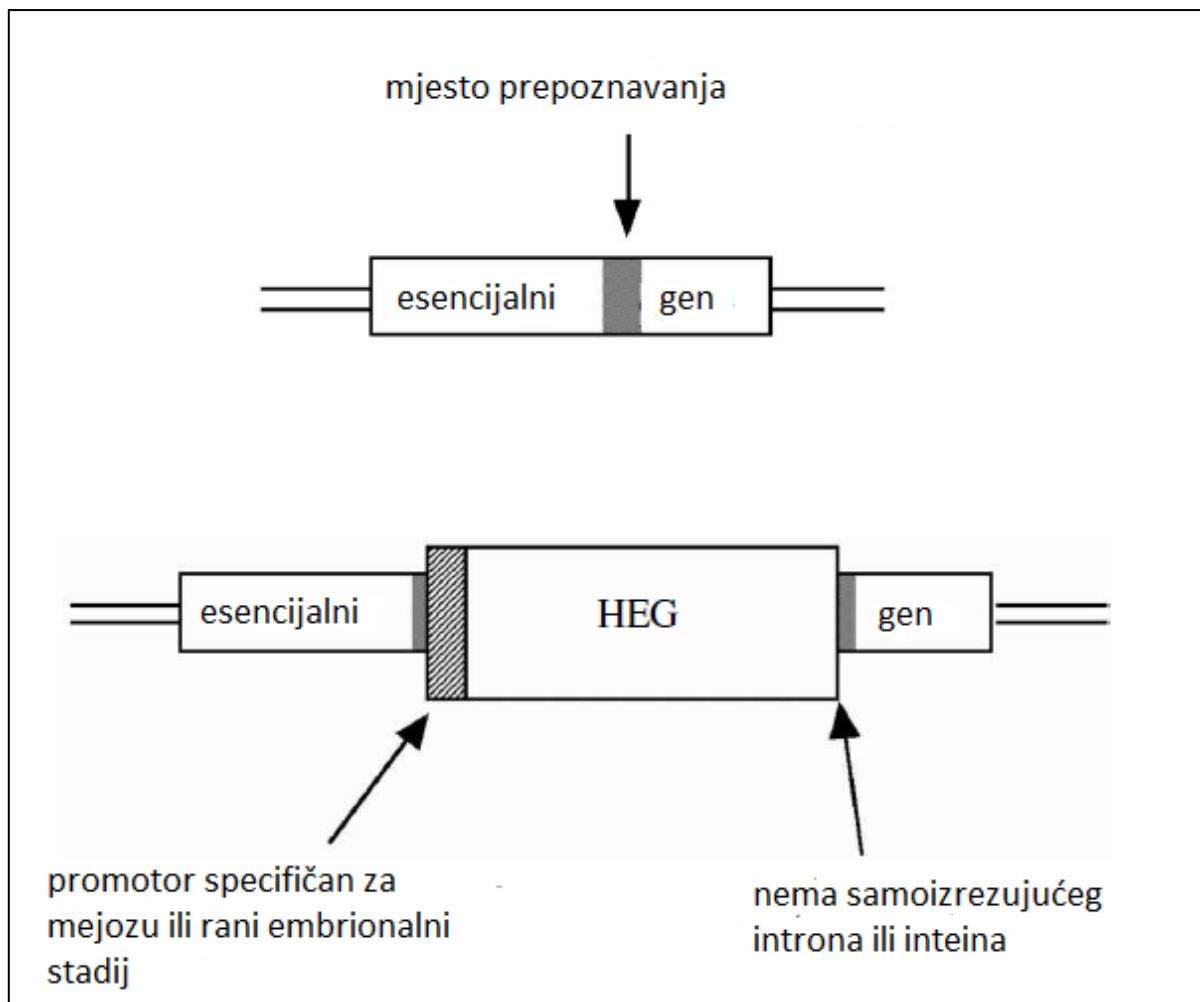 mjesto prepoznavanja
esencijalni gen
esencijalni HEG gen
promotor specifičan za
mejozu ili rani embrionalni
stadij
nema samoizrezujućeg
introna ili inteina